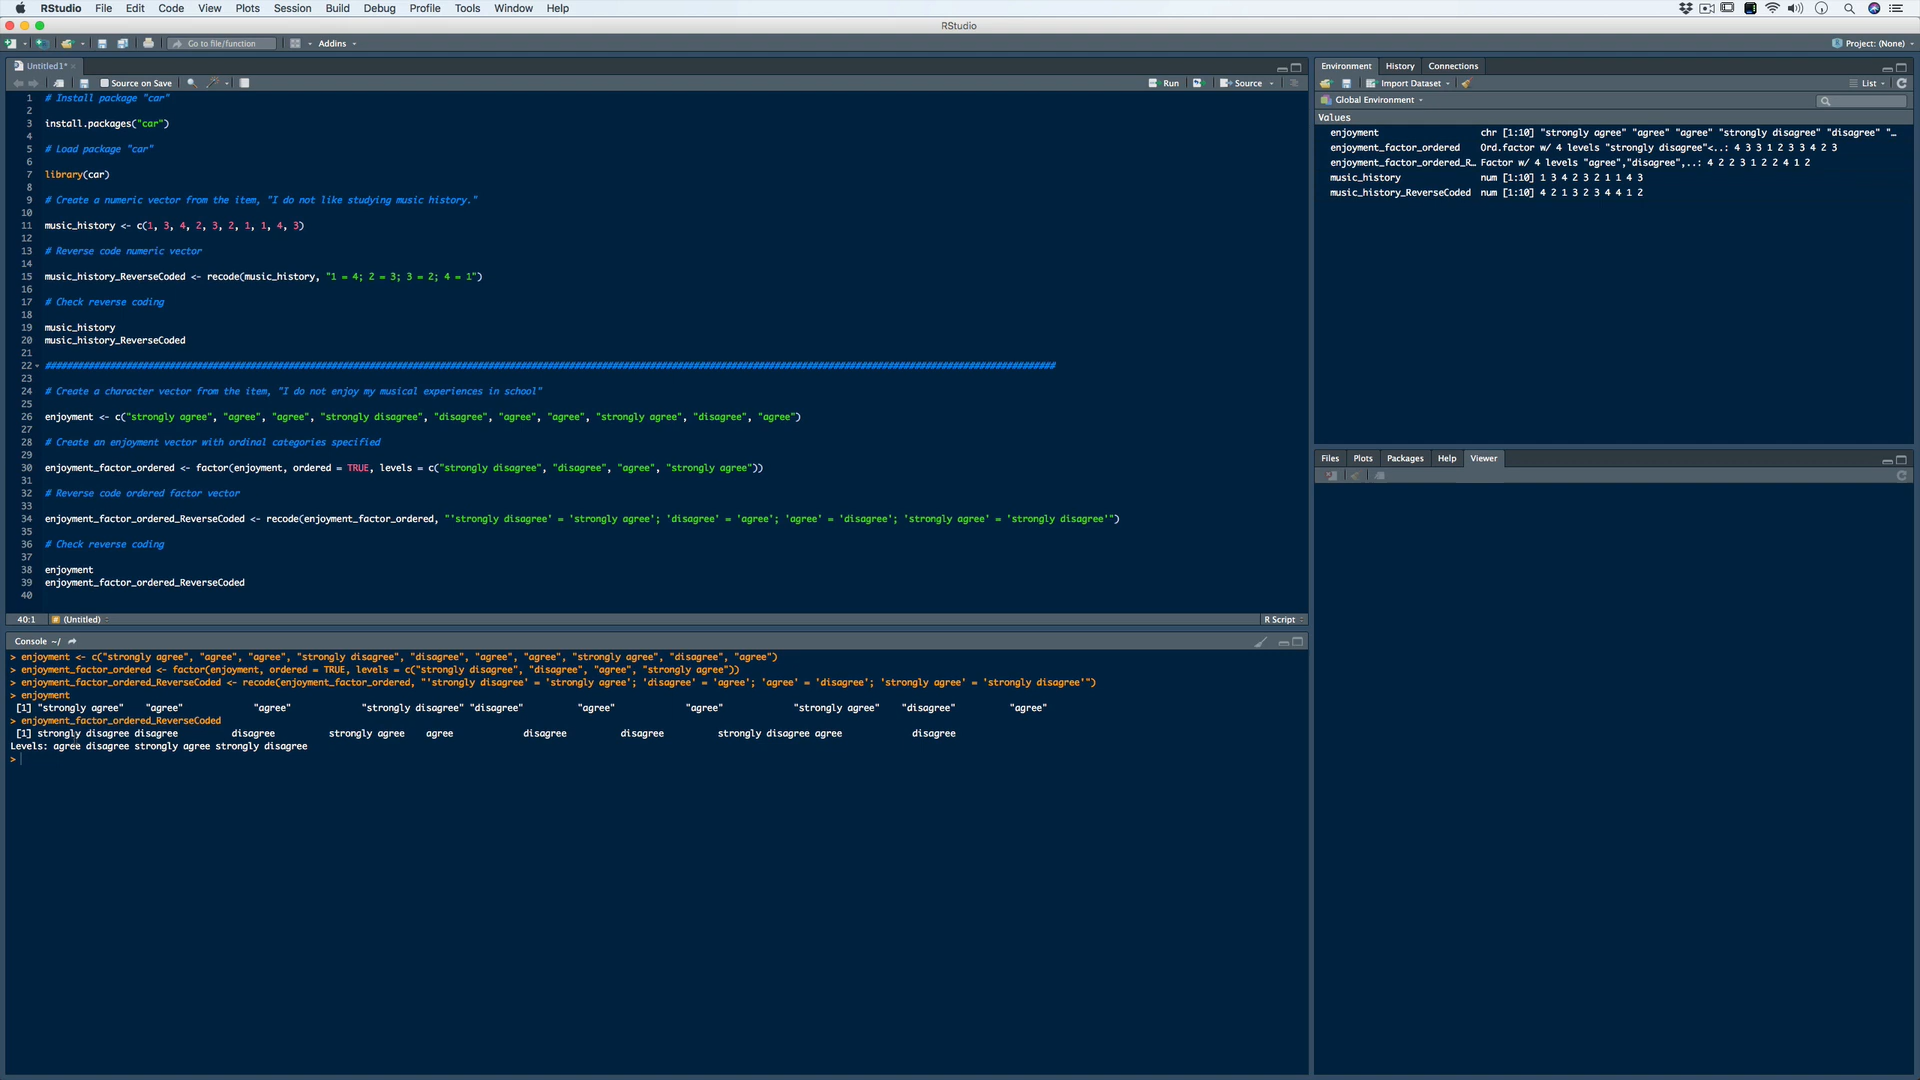 RStudio File Edit Code View Plots Session Build Debug Profile Tools Window Help
RStudio
Go to file/function Addins Project: (None)
Untitled1*
Source on Save Run Source
1 # Install package "car"
2
3 install.packages("car")
4
5 # Load package "car"
6
7 library(car)
8
9 # Create a numeric vector from the item, "I do not like studying music history."
10
11 music_history <- c(1, 3, 4, 2, 3, 2, 1, 1, 4, 3)
12
13 # Reverse code numeric vector
14
15 music_history_ReverseCoded <- recode(music_history, "1 = 4; 2 = 3; 3 = 2; 4 = 1")
16
17 # Check reverse coding
18
19 music_history
20 music_history_ReverseCoded
21
22 ################################################################################################################################################################################################
23
24 # Create a character vector from the item, "I do not enjoy my musical experiences in school"
25
26 enjoyment <- c("strongly agree", "agree", "agree", "strongly disagree", "disagree", "agree", "agree", "strongly agree", "disagree", "agree")
27
28 # Create an enjoyment vector with ordinal categories specified
29
30 enjoyment_factor_ordered <- factor(enjoyment, ordered = TRUE, levels = c("strongly disagree", "disagree", "agree", "strongly agree"))
31
32 # Reverse code ordered factor vector
33
34 enjoyment_factor_ordered_ReverseCoded <- recode(enjoyment_factor_ordered, "'strongly disagree' = 'strongly agree'; 'disagree' = 'agree'; 'agree' = 'disagree'; 'strongly agree' = 'strongly disagree'")
35
36 # Check reverse coding
37
38 enjoyment
39 enjoyment_factor_ordered_ReverseCoded
40
40:1 (Untitled) R Script
Console ~/
> enjoyment <- c("strongly agree", "agree", "agree", "strongly disagree", "disagree", "agree", "agree", "strongly agree", "disagree", "agree")
> enjoyment_factor_ordered <- factor(enjoyment, ordered = TRUE, levels = c("strongly disagree", "disagree", "agree", "strongly agree"))
> enjoyment_factor_ordered_ReverseCoded <- recode(enjoyment_factor_ordered, "'strongly disagree' = 'strongly agree'; 'disagree' = 'agree'; 'agree' = 'disagree'; 'strongly agree' = 'strongly disagree'")
> enjoyment
[1] "strongly agree" "agree" "agree" "strongly disagree" "disagree" "agree" "agree" "strongly agree" "disagree" "agree"
> enjoyment_factor_ordered_ReverseCoded
[1] strongly disagree disagree disagree strongly agree agree disagree disagree strongly disagree agree disagree
Levels: agree disagree strongly agree strongly disagree
>
Environment History Connections
Import Dataset List
Global Environment
Values
enjoyment chr [1:10] "strongly agree" "agree" "agree" "strongly disagree" "disagree" "…
enjoyment_factor_ordered Ord.factor w/ 4 levels "strongly disagree"<..: 4 3 3 1 2 3 3 4 2 3
enjoyment_factor_ordered_R… Factor w/ 4 levels "agree","disagree",..: 4 2 2 3 1 2 2 4 1 2
music_history num [1:10] 1 3 4 2 3 2 1 1 4 3
music_history_ReverseCoded num [1:10] 4 2 1 3 2 3 4 4 1 2
Files Plots Packages Help Viewer